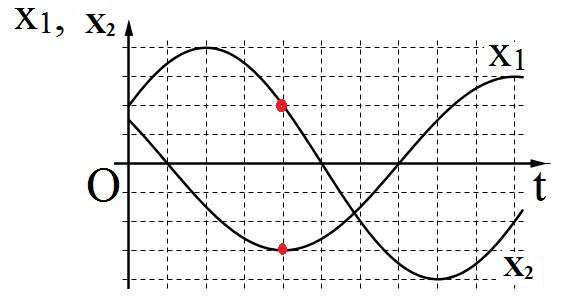 x₁, x₂
x₁
O
t
x₂